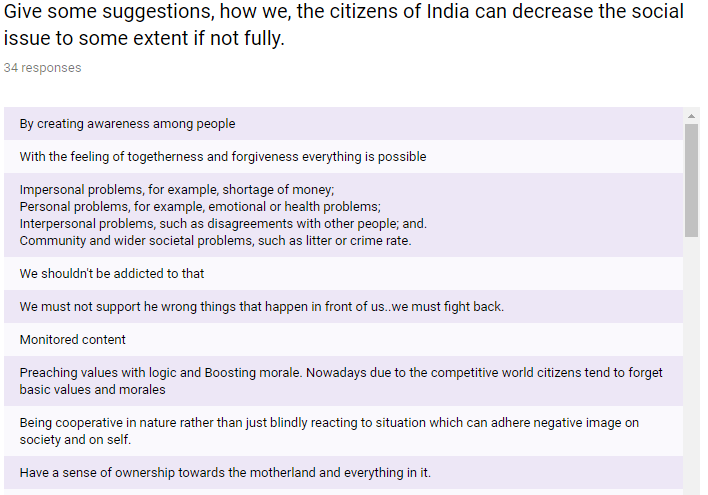 Give some suggestions, how we, the citizens of India can decrease the social
issue to some extent if not fully.
34 responses
By creating awareness among people
With the feeling of togetherness and forgiveness everything is possible
Impersonal problems, for example, shortage of money;
Personal problems, for example, emotional or health problems;
Interpersonal problems, such as disagreements with other people; and.
Community and wider societal problems, such as litter or crime rate.
We shouldn't be addicted to that
We must not support he wrong things that happen in front of us..we must fight back.
Monitored content
Preaching values with logic and Boosting morale. Nowadays due to the competitive world citizens tend to forget
basic values and morales
Being cooperative in nature rather than just blindly reacting to situation which can adhere negative image on
society and on self.
Have a sense of ownership towards the motherland and everything in it.